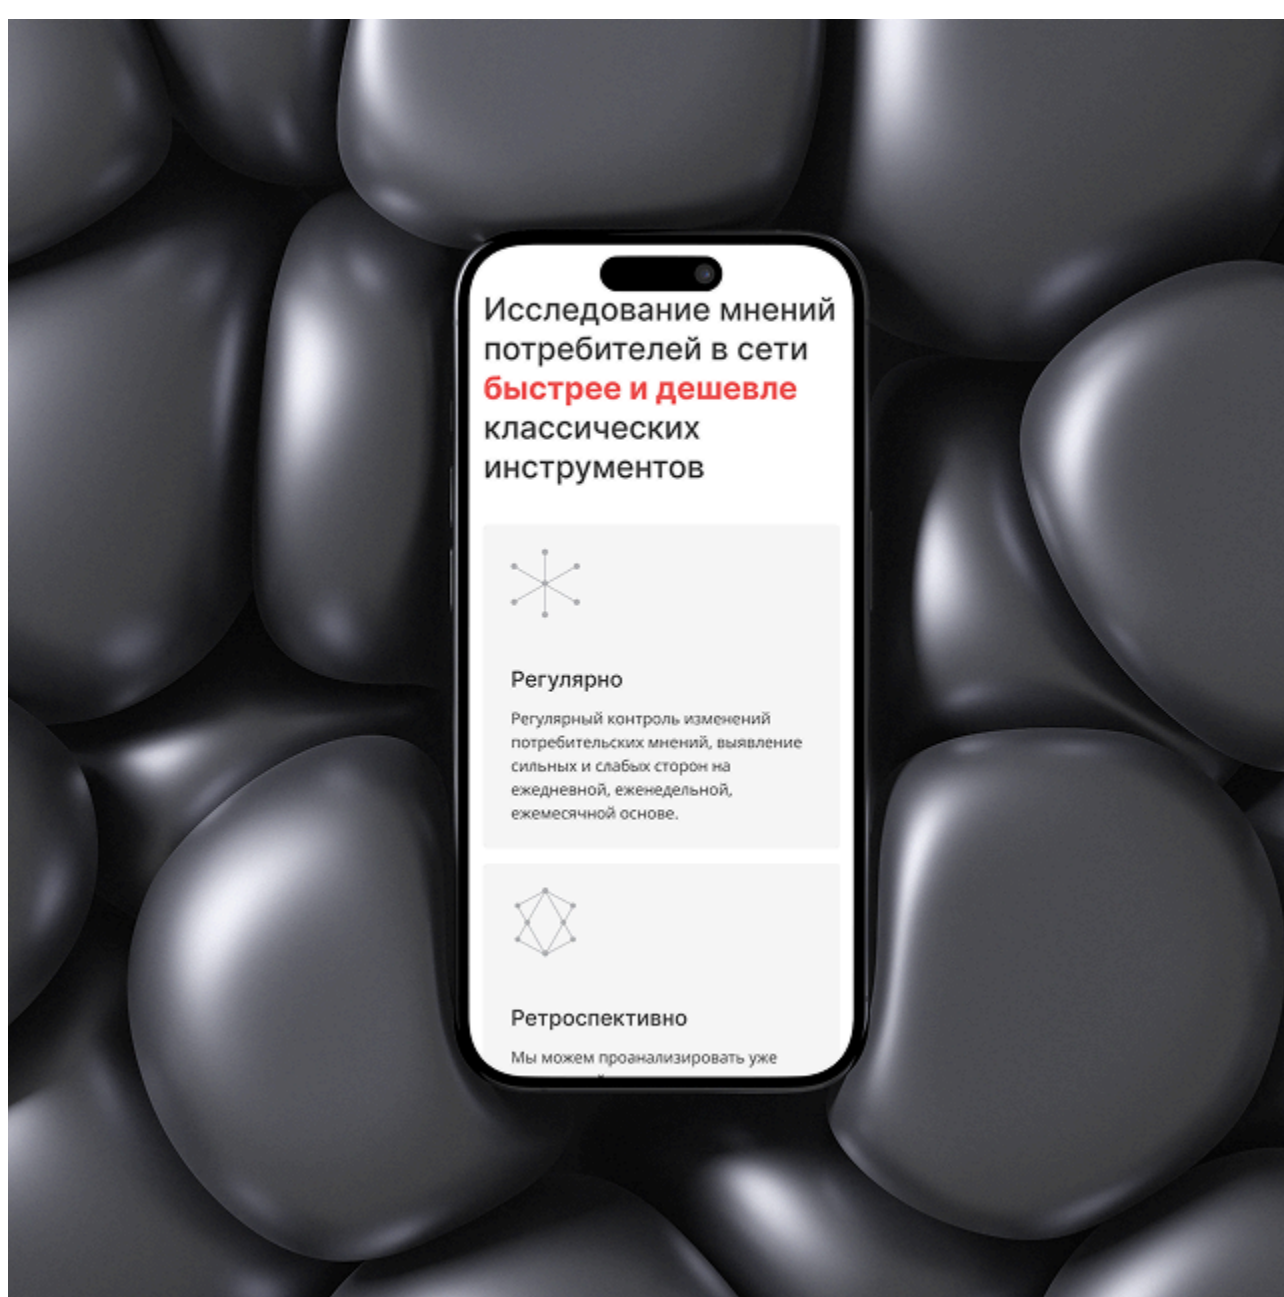 Исследование мнений
потребителей в сети
быстрее и дешевле
классических
инструментов
Регулярно
Регулярный контроль изменений
потребительских мнений, выявление
сильных и слабых сторон на
ежедневной, еженедельной,
ежемесячной основе.
Ретроспективно
Мы можем проанализировать уже